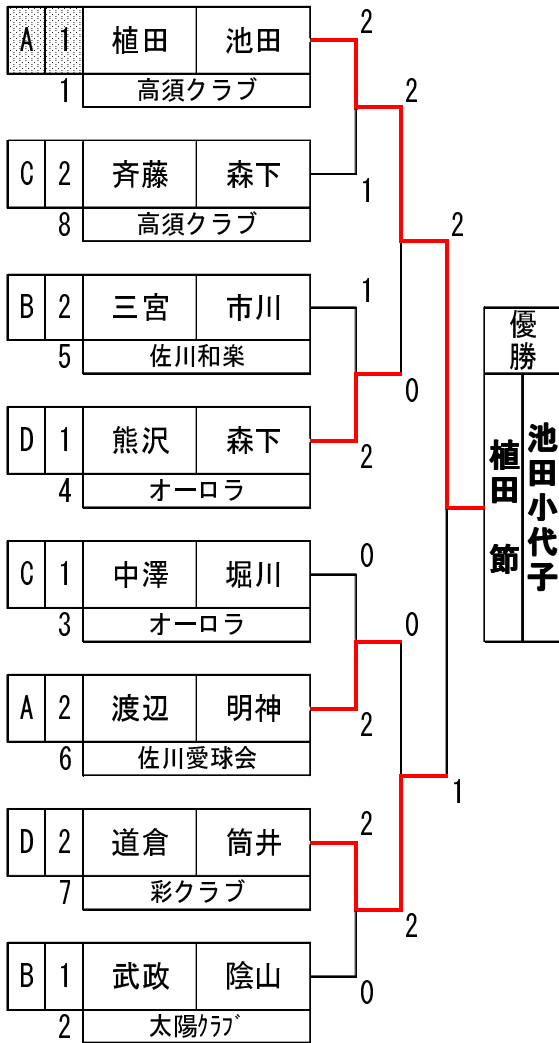 A 1 植田 池田
1 高須クラブ
C 2 斉藤 森下
8 高須クラブ
B 2 三宮 市川
5 佐川和楽
D 1 熊沢 森下
4 オーロラ
C 1 中澤 堀川
3 オーロラ
A 2 渡辺 明神
6 佐川愛球会
D 2 道倉 筒井
7 彩クラブ
B 1 武政 陰山
2 太陽ｸﾗﾌﾞ
2
1
1
2
0
2
2
0
2
0
0
2
2
1
優勝
池田小代子
植田 節